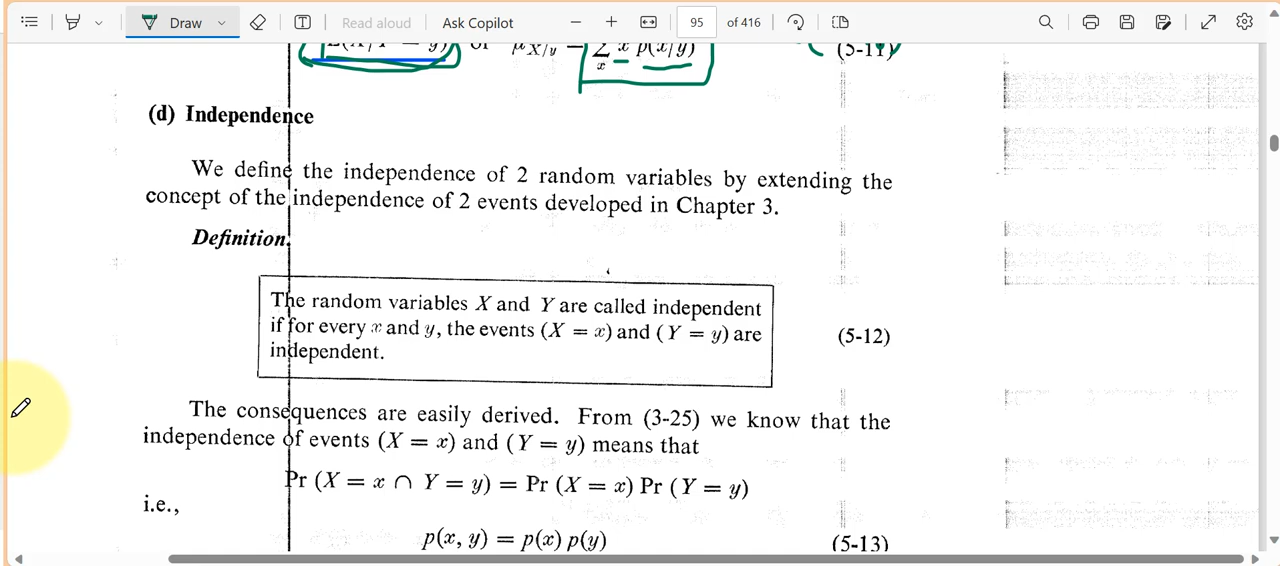 Draw
Read aloud
Ask Copilot
95
of 416
(5-11)
(d) Independence
We define the independence of 2 random variables by extending the
concept of the independence of 2 events developed in Chapter 3.
Definition.
The random variables X and Y are called independent
if for every x and y, the events (X = x) and (Y = y) are
independent.
(5-12)
The consequences are easily derived. From (3-25) we know that the
independence of events (X = x) and (Y = y) means that
Pr (X = x ∩ Y = y) = Pr (X = x) Pr (Y = y)
i.e.,
p(x, y) = p(x) p(y)
(5-13)